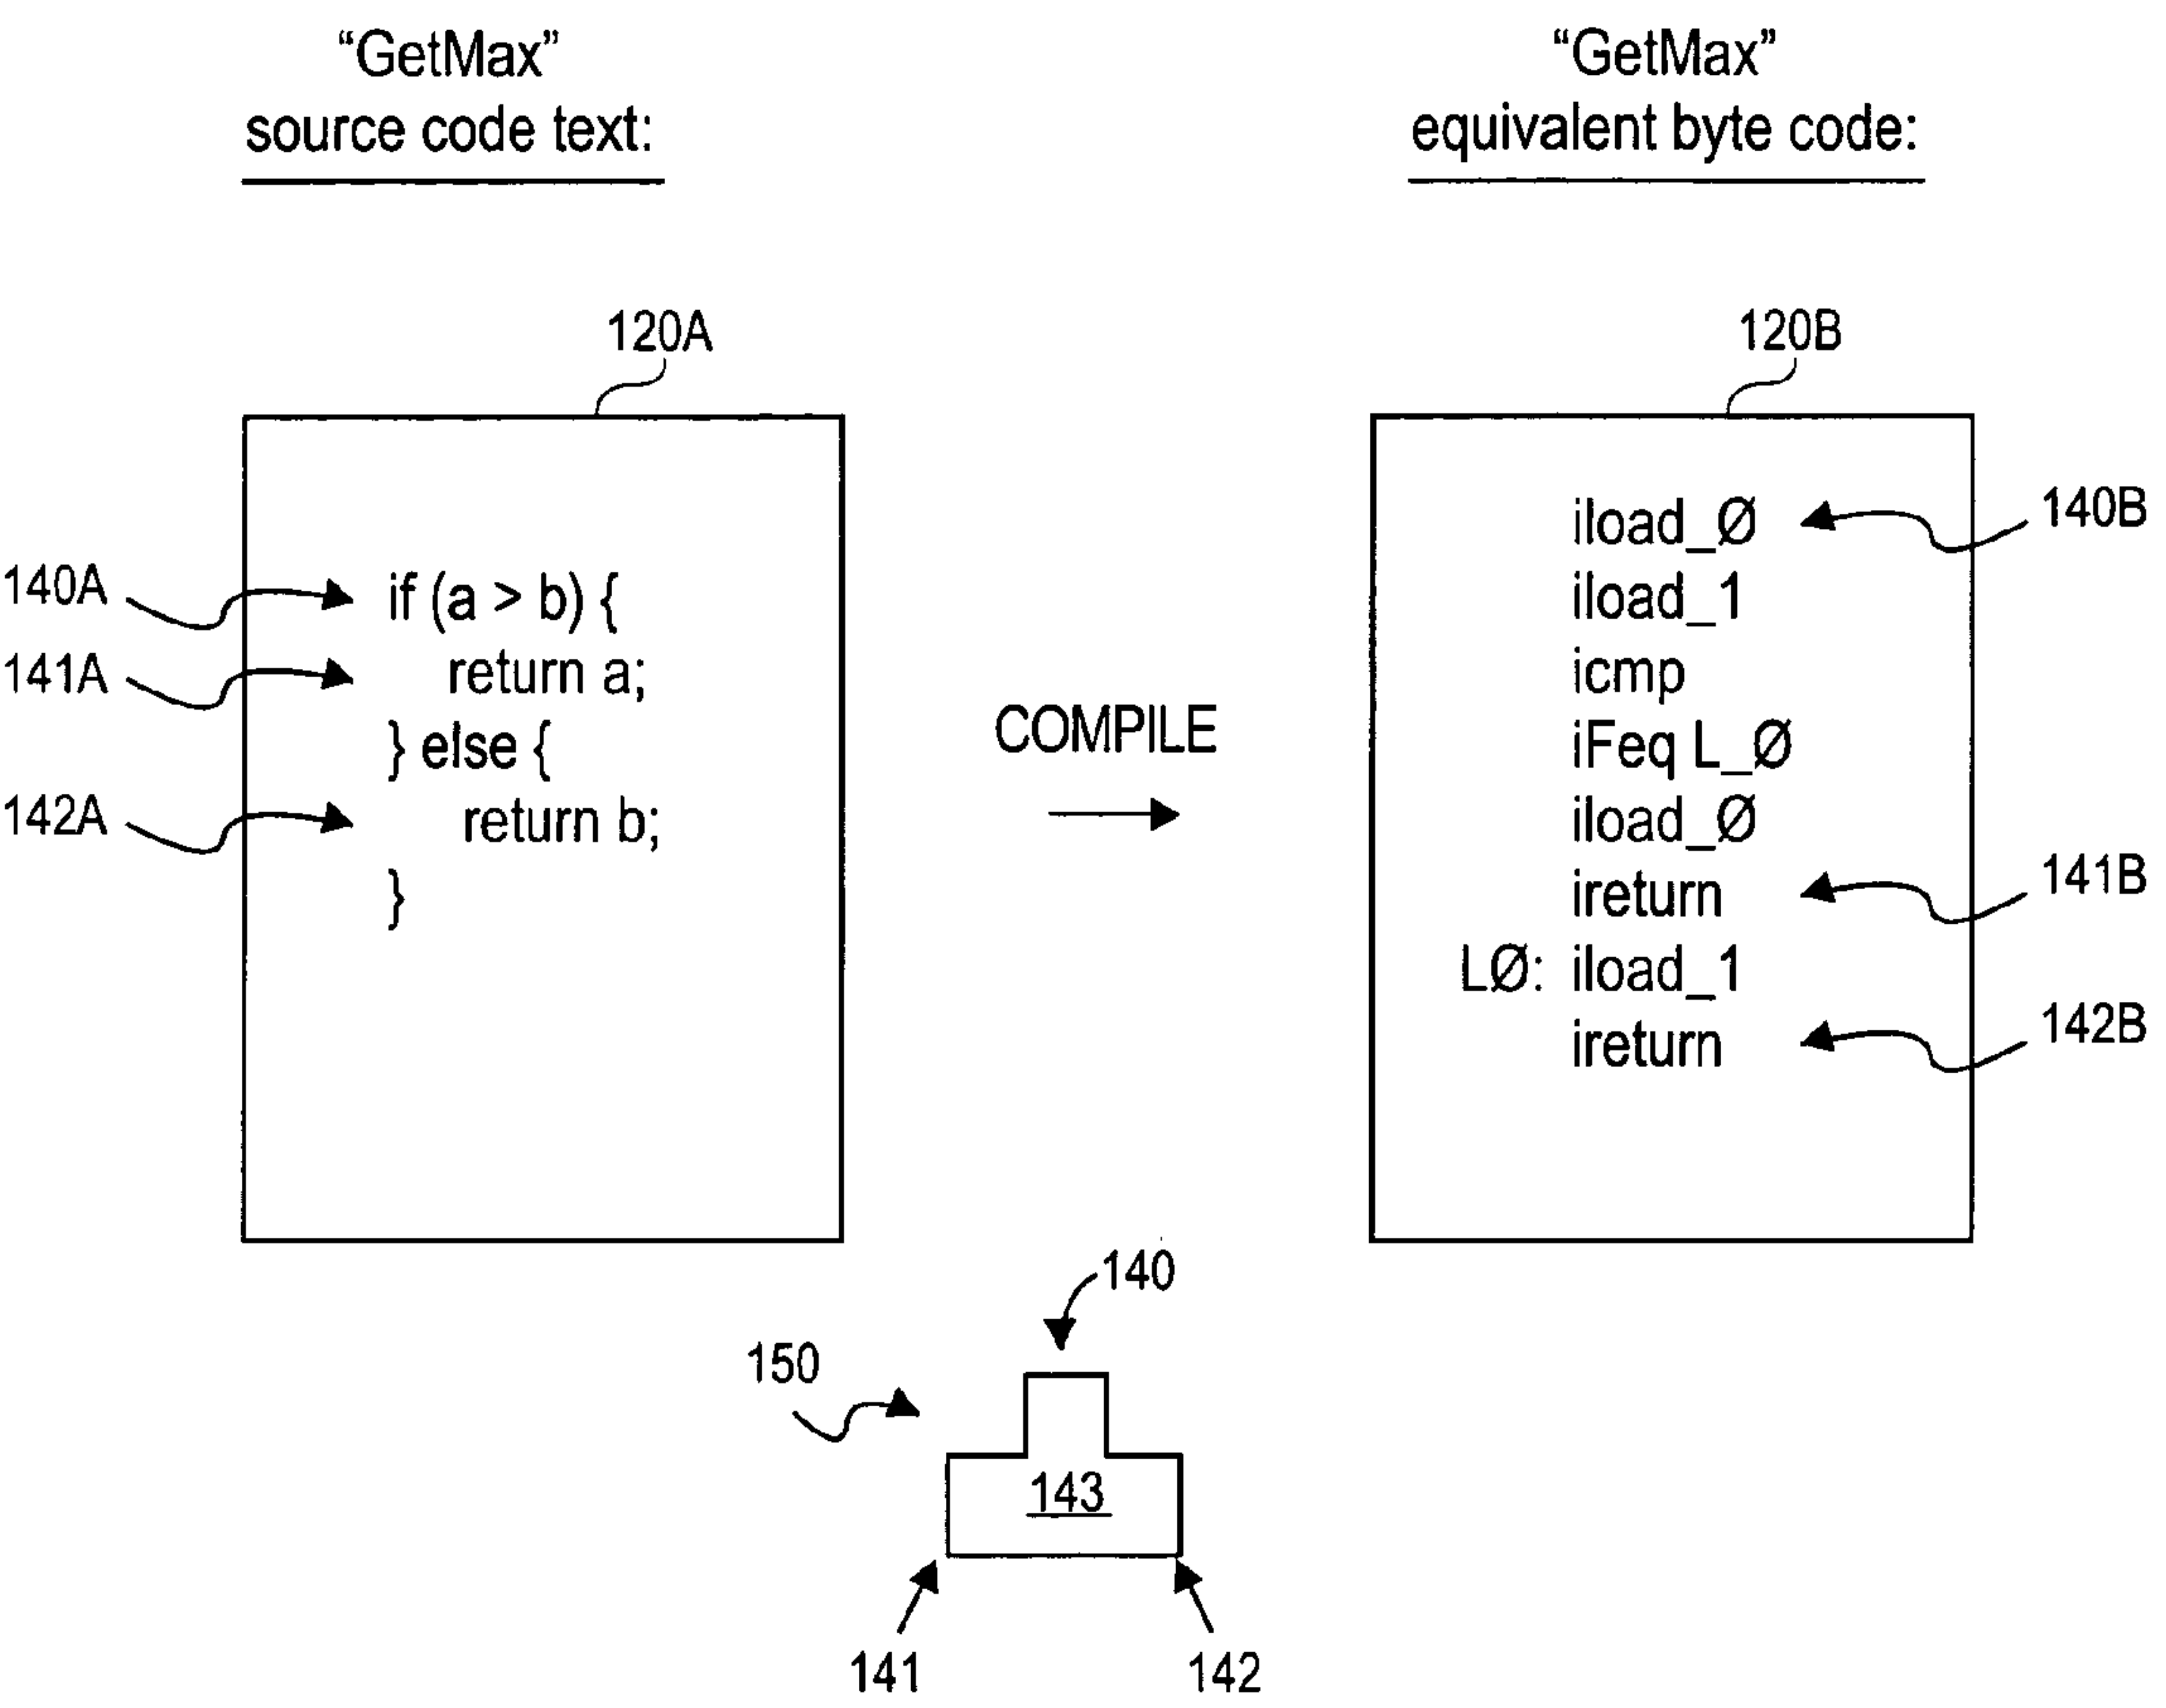 “GetMax”
source code text:
“GetMax”
equivalent byte code:
120A
120B
140A
141A
142A
if (a > b) {
return a;
} else {
return b;
}
COMPILE
iload_Ø
iload_1
icmp
iFeq L_Ø
iload_Ø
ireturn
LØ: iload_1
ireturn
140B
141B
142B
140
150
143
141
142